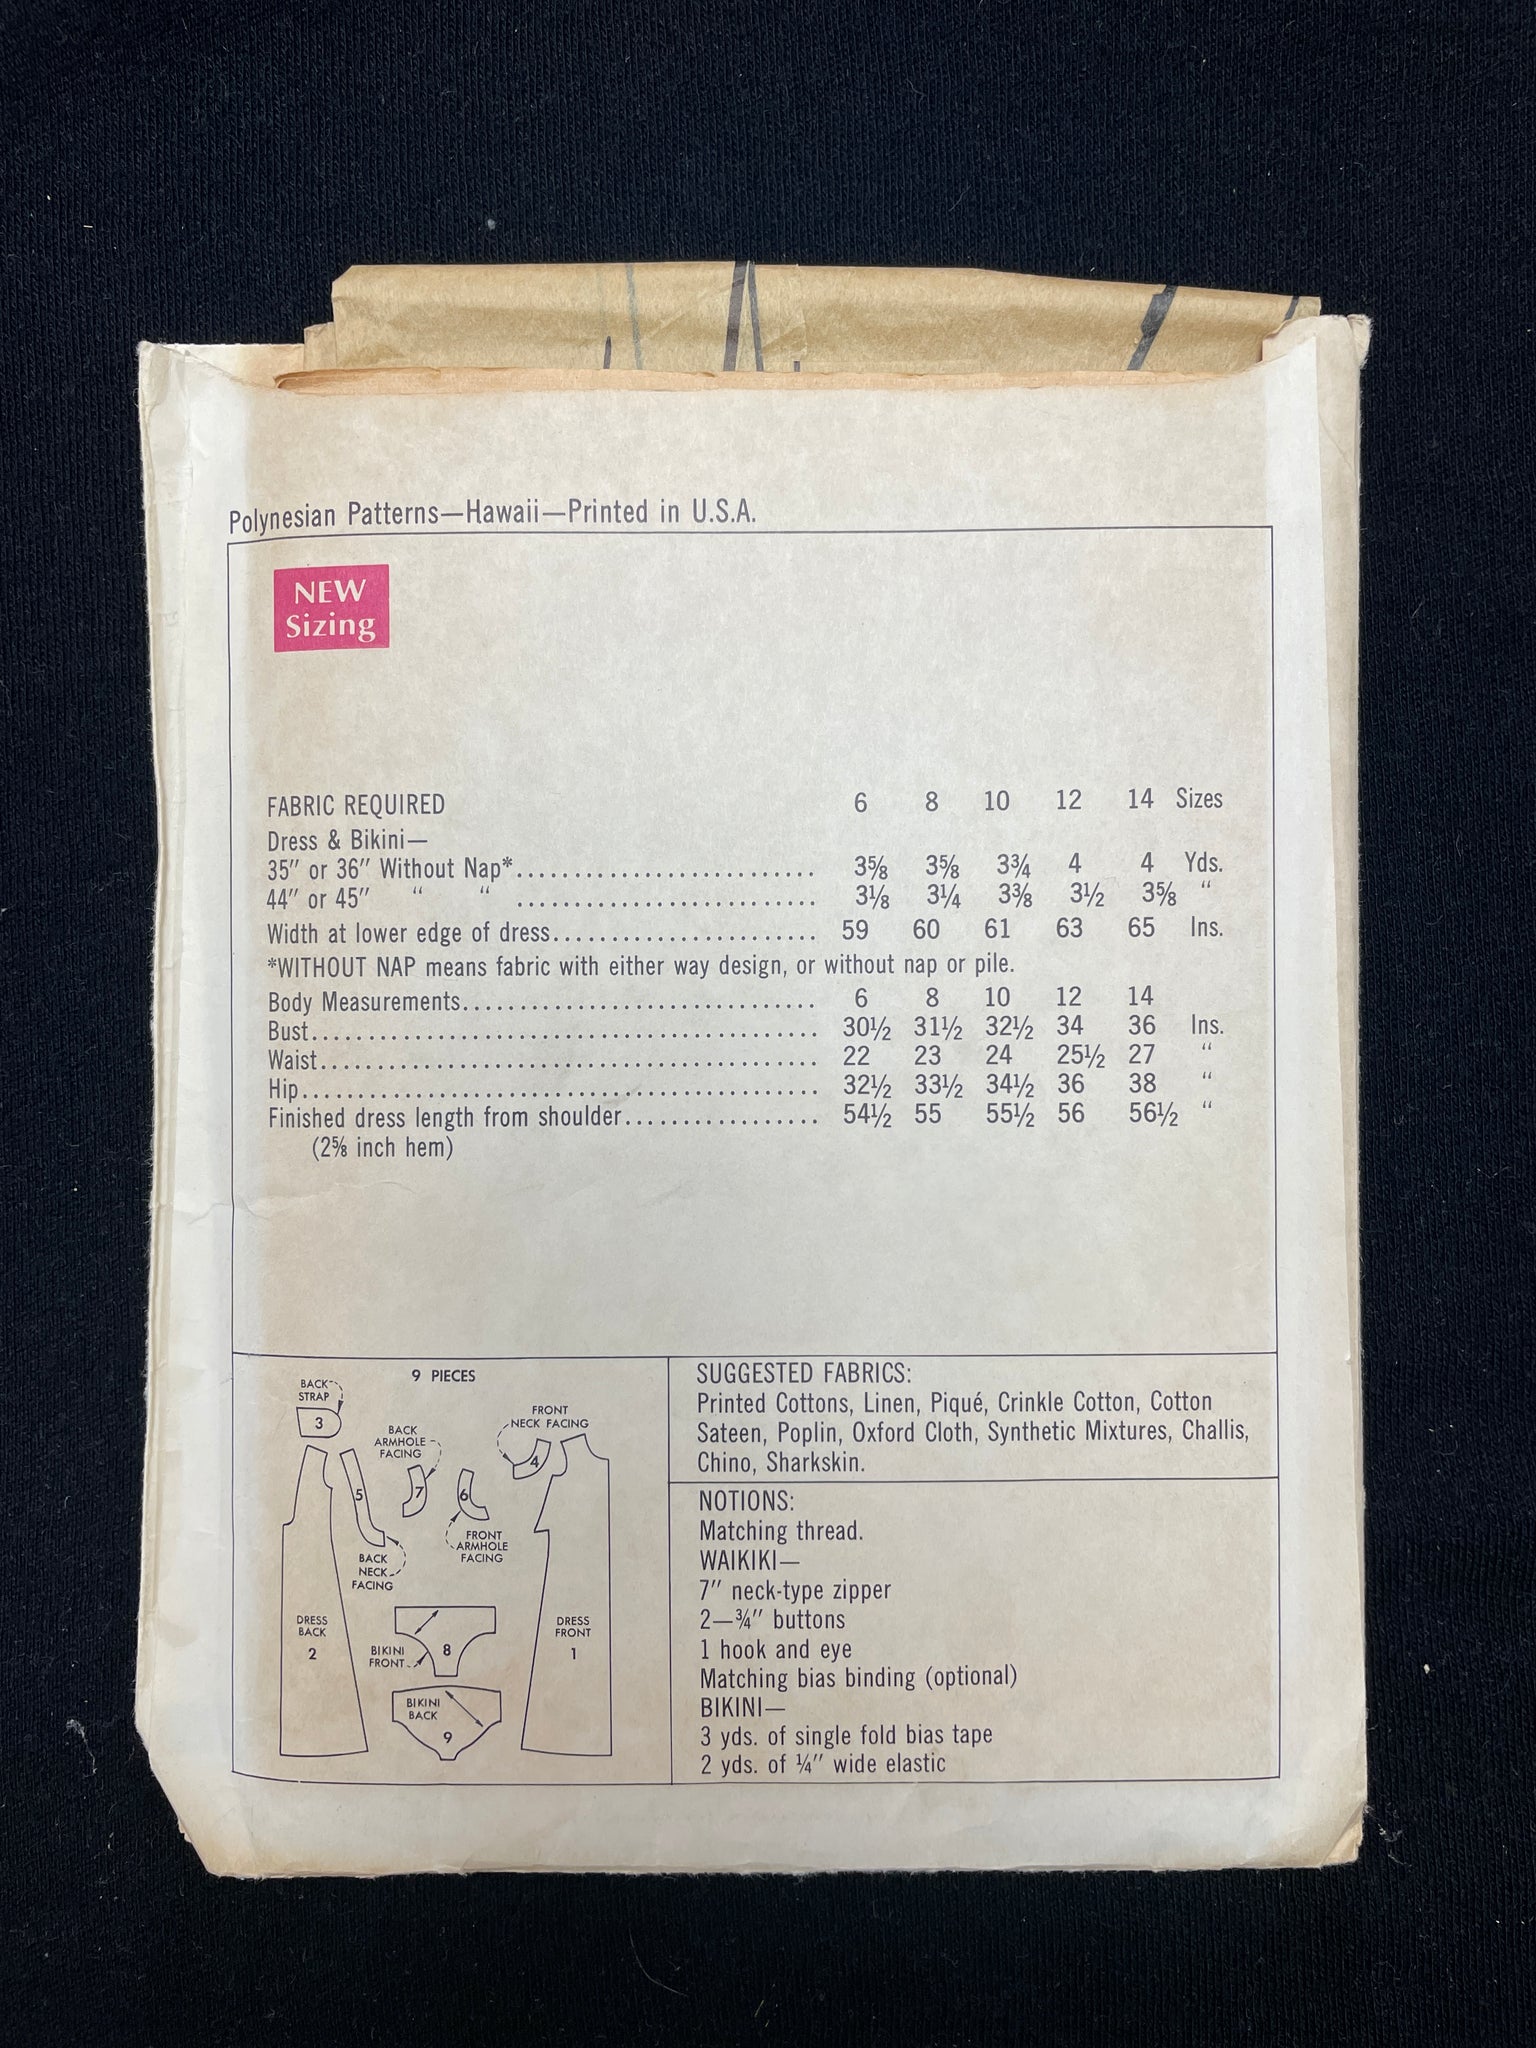 Polynesian Patterns—Hawaii—Printed in U.S.A.
NEW
Sizing
FABRIC REQUIRED 6 8 10 12 14 Sizes
Dress & Bikini—
35" or 36" Without Nap*.......................... 3⅝ 3⅝ 3¾ 4 4 Yds.
44" or 45" " " .......................... 3⅛ 3¼ 3⅜ 3½ 3⅝ "
Width at lower edge of dress....................... 59 60 61 63 65 Ins.
*WITHOUT NAP means fabric with either way design, or without nap or pile.
Body Measurements............................... 6 8 10 12 14
Bust............................................ 30½ 31½ 32½ 34 36 Ins.
Waist........................................... 22 23 24 25½ 27 "
Hip............................................. 32½ 33½ 34½ 36 38 "
Finished dress length from shoulder................. 54½ 55 55½ 56 56½ "
(2⅝ inch hem)
9 PIECES
BACK
STRAP
3
BACK
ARMHOLE
FACING
FRONT
NECK FACING
4
5
7
6
BACK
NECK
FACING
FRONT
ARMHOLE
FACING
DRESS
BACK
2
BIKINI
FRONT
8
DRESS
FRONT
1
BIKINI
BACK
9
SUGGESTED FABRICS:
Printed Cottons, Linen, Piqué, Crinkle Cotton, Cotton
Sateen, Poplin, Oxford Cloth, Synthetic Mixtures, Challis,
Chino, Sharkskin.
NOTIONS:
Matching thread.
WAIKIKI—
7" neck-type zipper
2—¾" buttons
1 hook and eye
Matching bias binding (optional)
BIKINI—
3 yds. of single fold bias tape
2 yds. of ¼" wide elastic